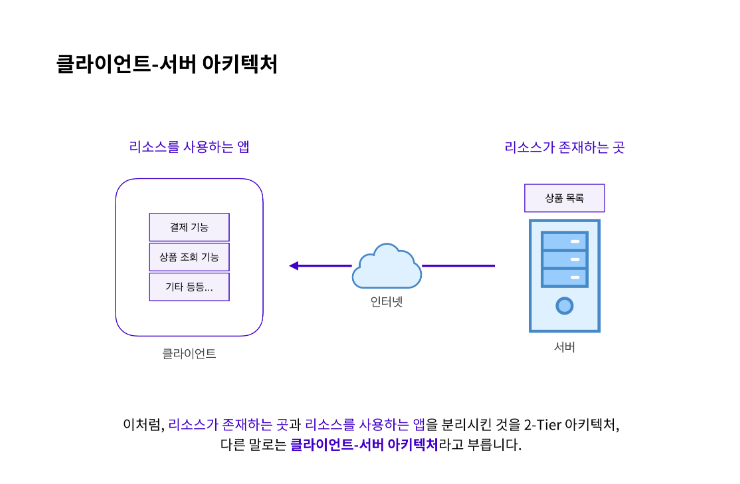 클라이언트-서버 아키텍처
리소스를 사용하는 앱
리소스가 존재하는 곳
상품 목록
결제 기능
상품 조회 기능
기타 등등...
인터넷
클라이언트
서버
이처럼, 리소스가 존재하는 곳과 리소스를 사용하는 앱을 분리시킨 것을 2-Tier 아키텍처,
다른 말로는 클라이언트-서버 아키텍처라고 부릅니다.